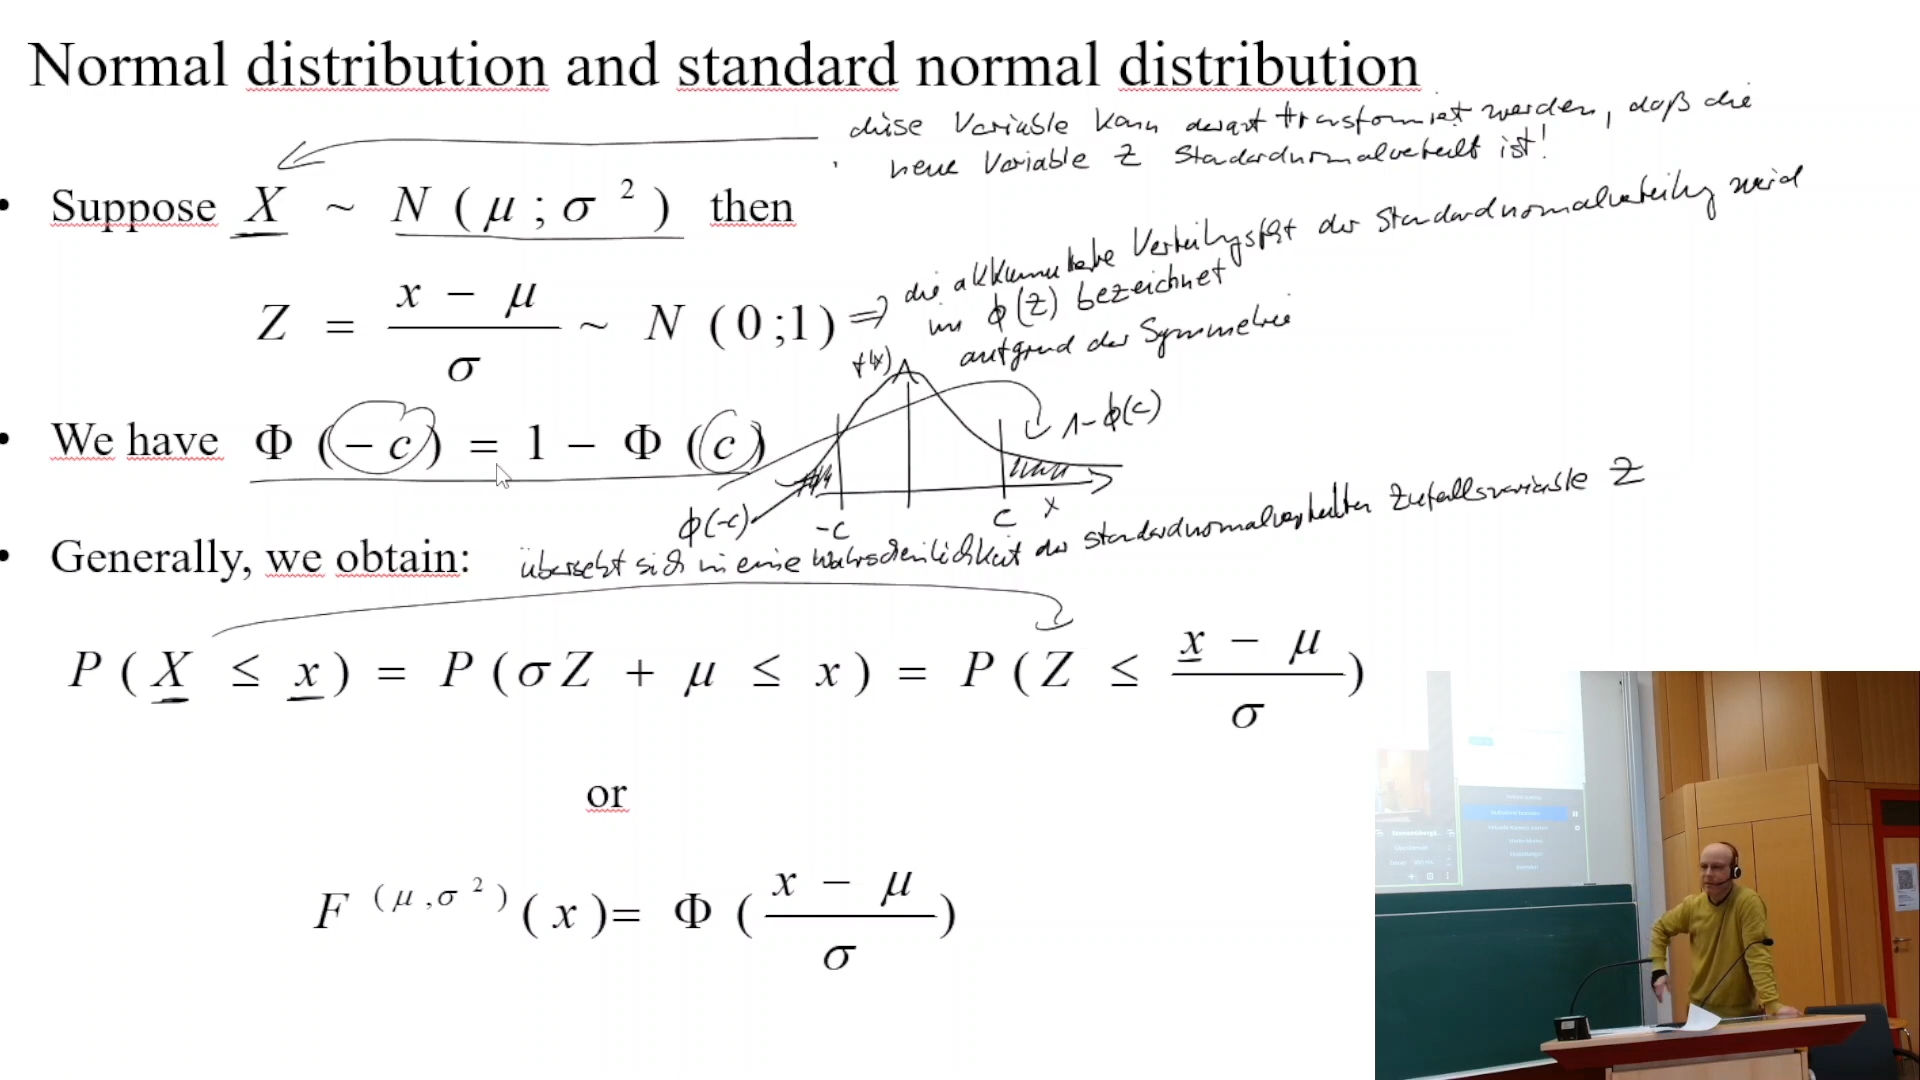 Normal distribution and standard normal distribution
diese Variable kann derart transformiert werden, daß die
neue Variable Z Standardnormalverteilt ist!
• Suppose X ~ N ( μ ; σ ² ) then
die akkumulierte Verteilungsfkt der Standardnormalverteilung wird
mit ϕ(Z) bezeichnet
Z = (x − μ) / σ ~ N (0 ;1) ⇒
aufgrund der Symmetrie
f(x)
• We have Φ ( − c ) = 1 − Φ ( c )
1-ϕ(c)
ϕ(-c)
-c
c
x
• Generally, we obtain:
übersetzt sich in eine Wahrscheinlichkeit der standardnormalverteilten Zufallsvariable Z
P ( X ≤ x ) = P ( σ Z + μ ≤ x ) = P ( Z ≤ (x − μ) / σ )
or
F ^( μ , σ ² ) ( x ) = Φ ( (x − μ) / σ )